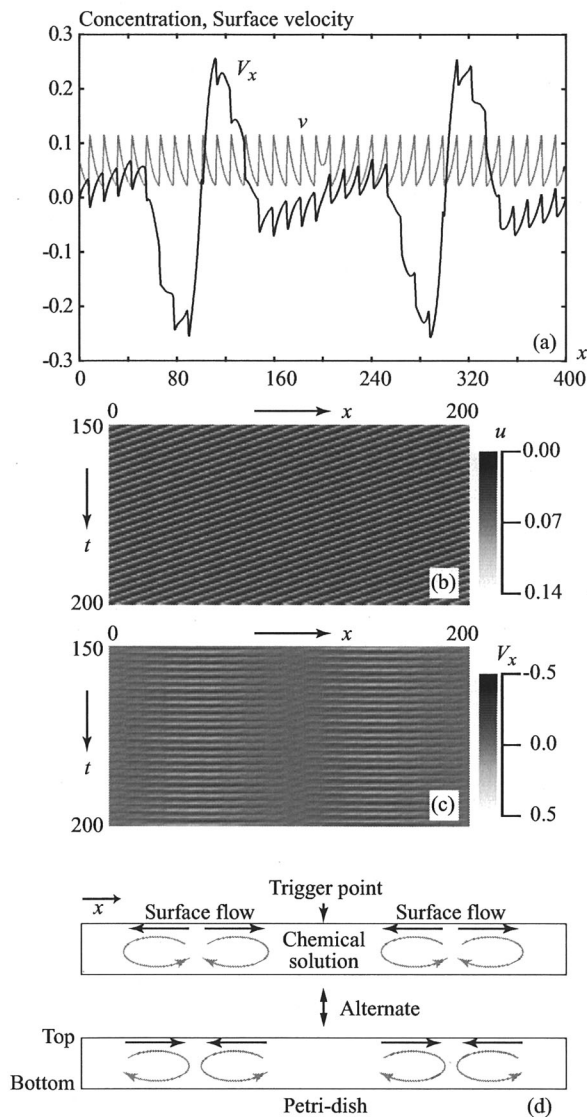 Concentration, Surface velocity
0.3
V_x
0.2
v
0.1
0.0
-0.1
-0.2
-0.3
(a)
x
0 80 160 240 320 400
0 x 200
150
u
0.00
t
0.07
(b)
200
0.14
0 x 200
150
V_x
-0.5
t
0.0
(c)
200
0.5
Trigger point
x
Surface flow Surface flow
Chemical
solution
Alternate
Top
Bottom
Petri-dish
(d)